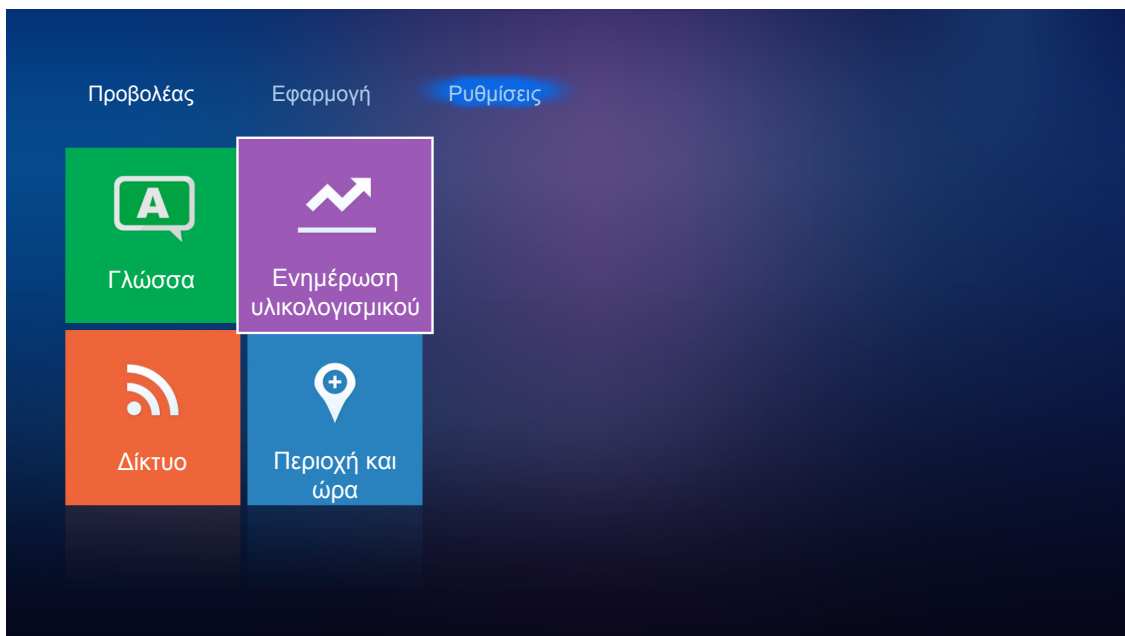 Προβολέας Εφαρμογή Ρυθμίσεις
A
Γλώσσα
Ενημέρωση
υλικολογισμικού
Δίκτυο
Περιοχή και
ώρα